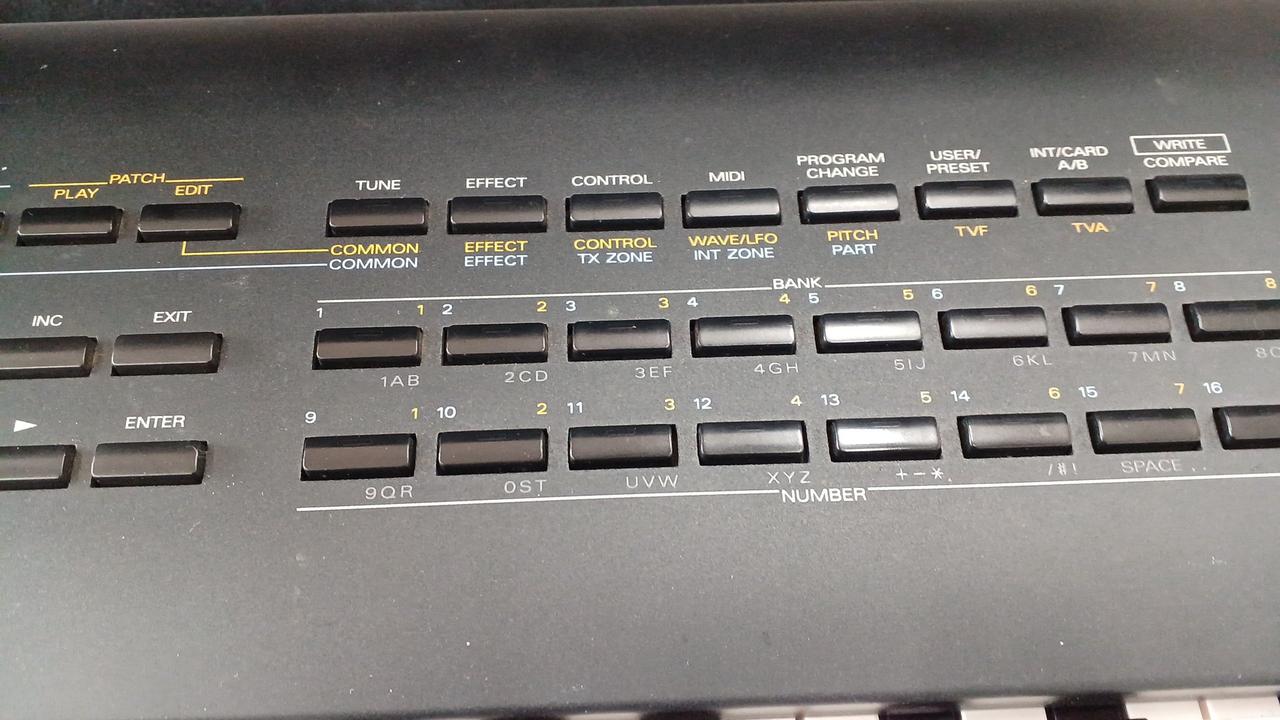 PATCH
PLAY EDIT
TUNE EFFECT CONTROL MIDI PROGRAM CHANGE USER/ PRESET INT/CARD A/B WRITE COMPARE
COMMON EFFECT CONTROL WAVE/LFO PITCH TVF TVA
COMMON EFFECT TX ZONE INT ZONE PART
BANK
INC EXIT
1 1 2 2 3 3 4 4 5 5 6 6 7 7 8 8
1AB 2CD 3EF 4GH 5IJ 6KL 7MN
▶ ENTER
9 1 10 2 11 3 12 4 13 5 14 6 15 7 16
9QR 0ST UVW XYZ +-*, /#! SPACE
NUMBER